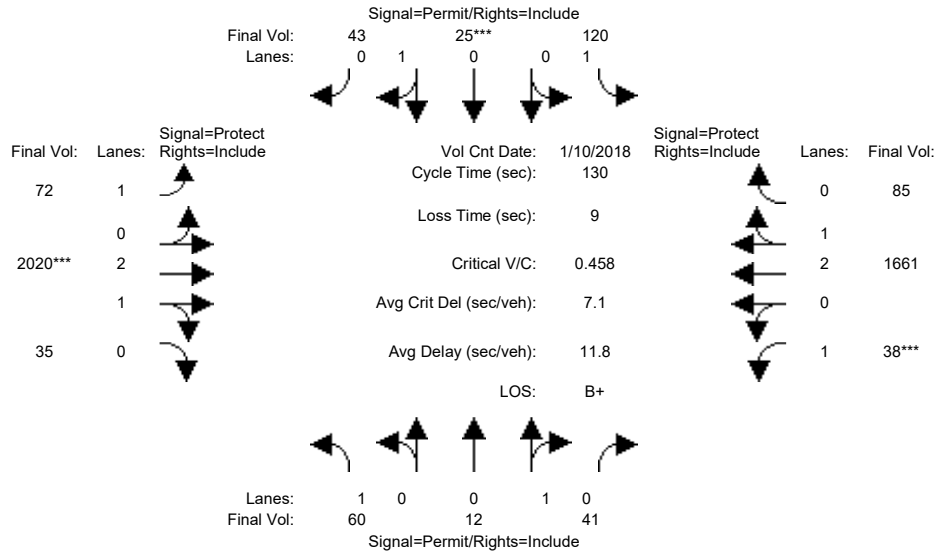 Signal=Permit/Rights=Include
Final Vol: 43 25*** 120
Lanes: 0 1 0 0 1
Signal=Protect Signal=Protect
Final Vol: Lanes: Rights=Include Vol Cnt Date: 1/10/2018 Rights=Include Lanes: Final Vol:
Cycle Time (sec): 130
72 1 0 85
Loss Time (sec): 9
0 1
2020*** 2 Critical V/C: 0.458 2 1661
1 Avg Crit Del (sec/veh): 7.1 0
35 0 Avg Delay (sec/veh): 11.8 1 38***
LOS: B+
Lanes: 1 0 0 1 0
Final Vol: 60 12 41
Signal=Permit/Rights=Include